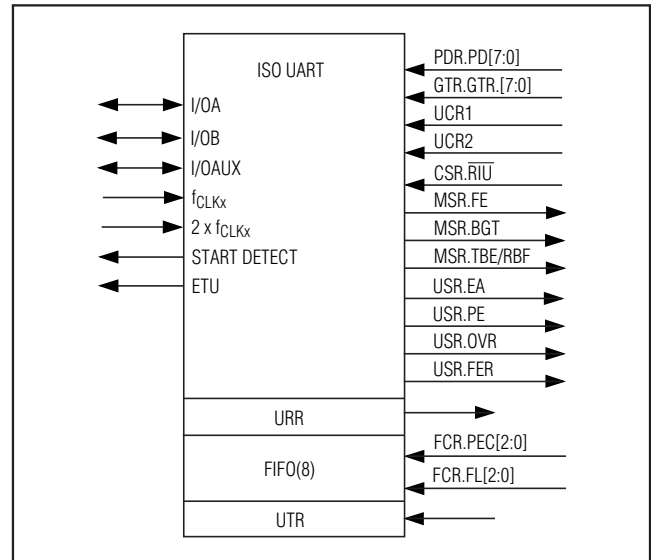 ISO UART
I/OA
I/OB
I/OAUX
fCLKx
2 x fCLKx
START DETECT
ETU
PDR.PD[7:0]
GTR.GTR.[7:0]
UCR1
UCR2
CSR.R̅I̅U̅
MSR.FE
MSR.BGT
MSR.TBE/RBF
USR.EA
USR.PE
USR.OVR
USR.FER
URR
FIFO(8)
FCR.PEC[2:0]
FCR.FL[2:0]
UTR